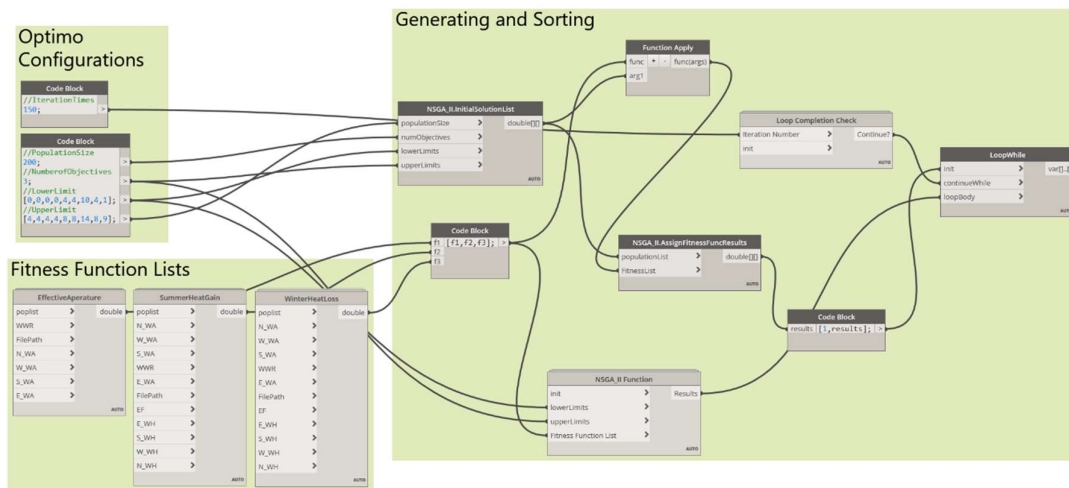 Optimo
Configurations
Code Block
//IterationTimes
150;
>
Code Block
//PopulationSize
200;
>
//NumberofObjectives
3;
>
//LowerLimit
[0,0,0,0,4,4,10,4,1];
>
//UpperLimit
[4,4,4,4,8,8,14,8,9];
>
Fitness Function Lists
EffectiveAperature
poplist > double
WWR >
FilePath >
N_WA >
W_WA >
S_WA >
E_WA >
AUTO
SummerHeatGain
poplist > double
N_WA >
W_WA >
S_WA >
WWR >
E_WA >
FilePath >
EF >
E_WH >
S_WH >
W_WH >
N_WH >
AUTO
WinterHeatLoss
poplist > double
N_WA >
W_WA >
S_WA >
WWR >
E_WA >
FilePath >
EF >
E_WH >
S_WH >
W_WH >
N_WH >
AUTO
Generating and Sorting
NSGA_II.InitialSolutionList
populationSize > double[][]
numObjectives >
lowerLimits >
upperLimits >
AUTO
Function Apply
func + - func(args)
arg1
Loop Completion Check
Iteration Number > Continue?
init >
AUTO
LoopWhile
init > var[]..[]
continueWhile >
loopBody >
AUTO
Code Block
f1 [f1,f2,f3]; >
f2
f3
NSGA_II.AssignFitnessFuncResults
populationList > double[][]
FitnessList >
AUTO
Code Block
results [1,results]; >
NSGA_II Function
init > Results
lowerLimits >
upperLimits >
Fitness Function List >
AUTO